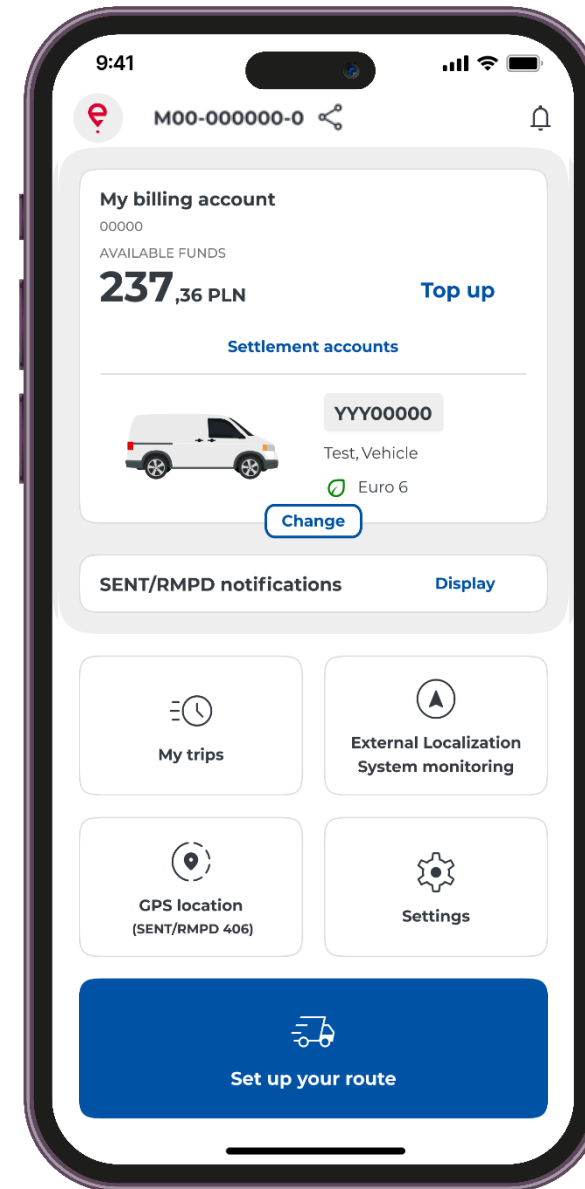 9:41
M00-000000-0
My billing account
00000
AVAILABLE FUNDS
237,36 PLN
Top up
Settlement accounts
YYY00000
Test, Vehicle
Euro 6
Change
SENT/RMPD notifications
Display
My trips
External Localization
System monitoring
GPS location
(SENT/RMPD 406)
Settings
Set up your route